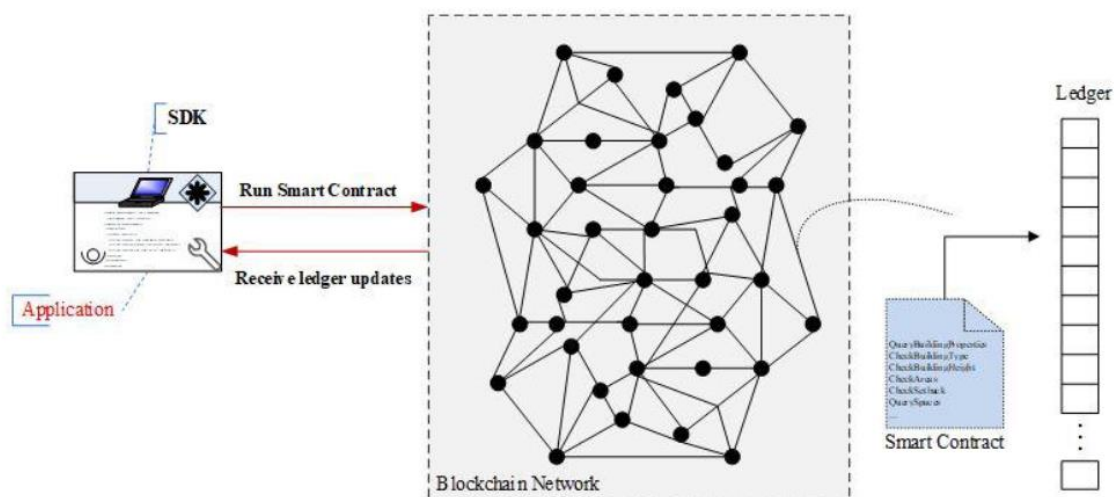 SDK
Run Smart Contract
Receive ledger updates
Application
Blockchain Network
Ledger
QueryBuildingProperties
CheckBuildingType
CheckBuildingHeight
CheckAreas
CheckSetback
QuerySpaces
....
Smart Contract